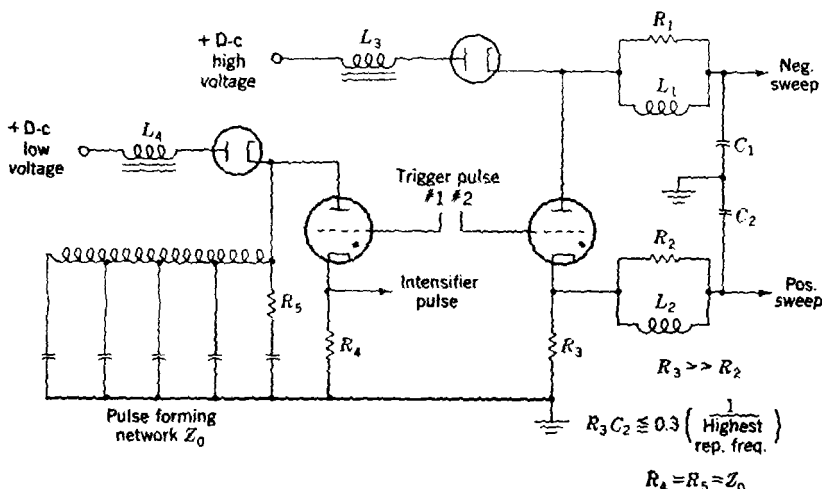 + D-c
high
voltage
L₃
R₁
L₁
Neg.
sweep
+ D-c
low
voltage
L₄
C₁
Trigger pulse
#1 #2
C₂
R₂
L₂
Pos.
sweep
Intensifier
pulse
R₅
R₄
R₃
R₃ >> R₂
Pulse forming
network Z₀
R₃C₂ ≦ 0.3 ( 1 / Highest
rep. freq. )
R₄ = R₅ = Z₀